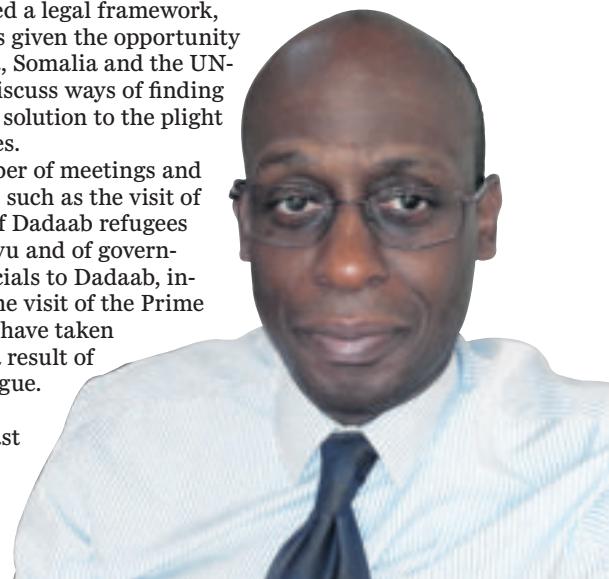 ed a legal framework,
s given the opportunity
, Somalia and the UN-
iscuss ways of finding
solution to the plight
es.
ber of meetings and
such as the visit of
f Dadaab refugees
yu and of govern-
cials to Dadaab, in-
he visit of the Prime
have taken
result of
gue.
ast